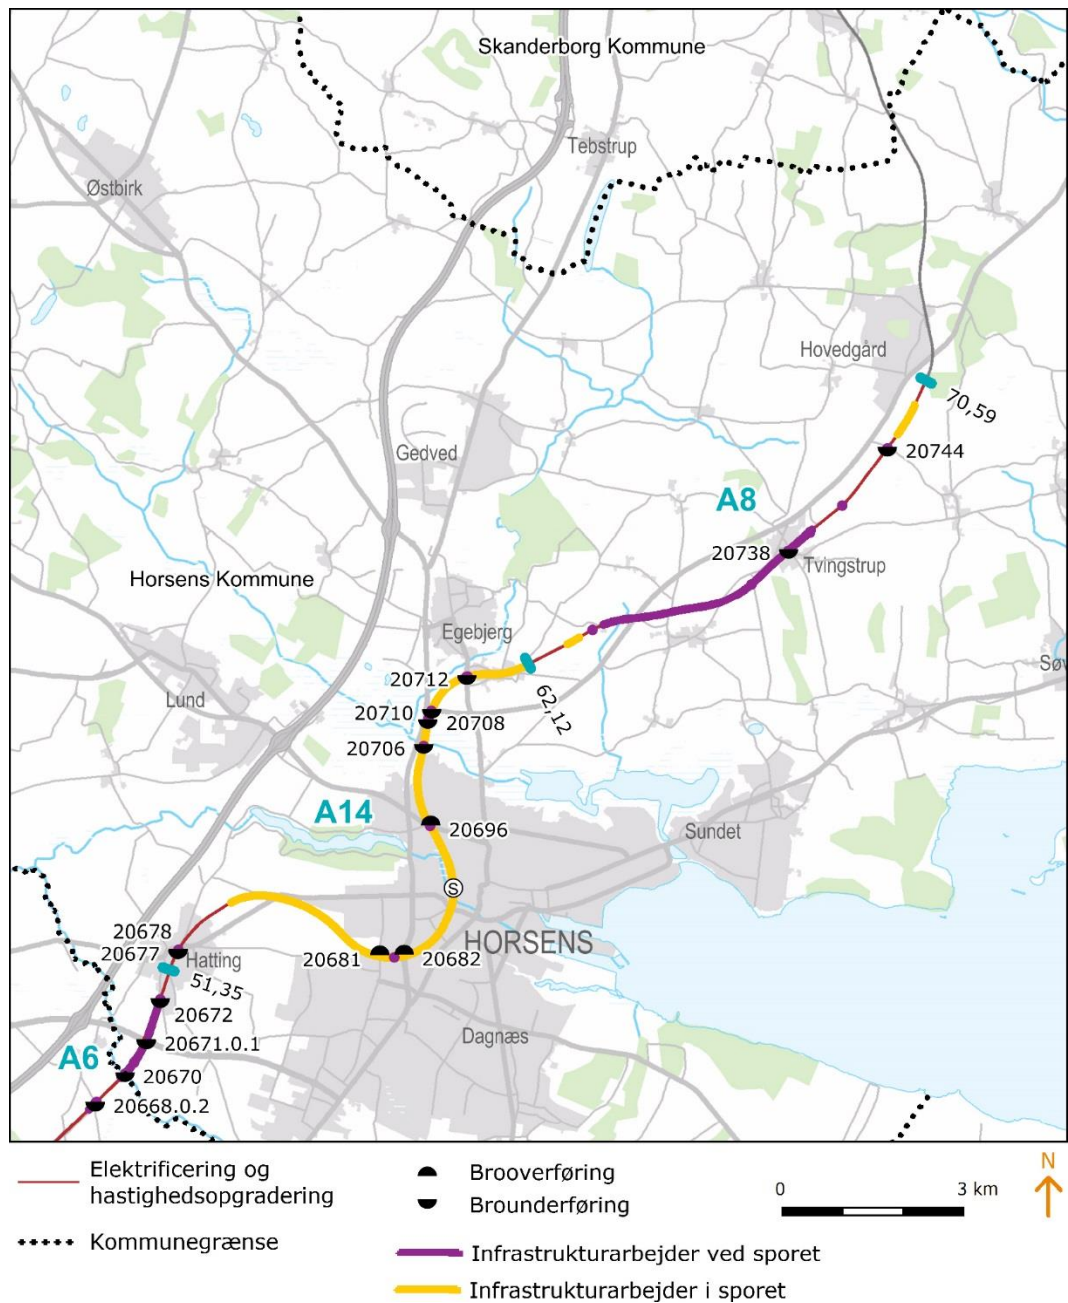 Skanderborg Kommune
Tebstrup
Østbirk
Hovedgård
70,59
Gedved
20744
A8
20738
Tvingstrup
Horsens Kommune
Egebjerg
20712
Lund
62,12
20710
20708
20706
A14
20696
Sundet
S
20678
HORSENS
20677
Hatting
20681
20682
51,35
20672
Dagnæs
20671.0.1
A6
20670
20668.0.2
Elektrificering og
hastighedsopgradering
Kommunegrænse
Brooverføring
Brounderføring
Infrastrukturarbejder ved sporet
Infrastrukturarbejder i sporet
0 3 km
N